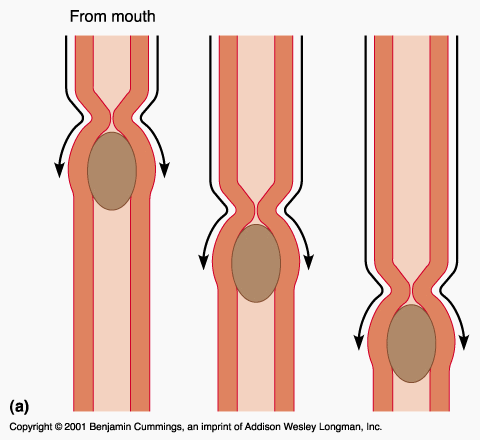 From mouth
(a)
Copyright © 2001 Benjamin Cummings, an imprint of Addison Wesley Longman, Inc.